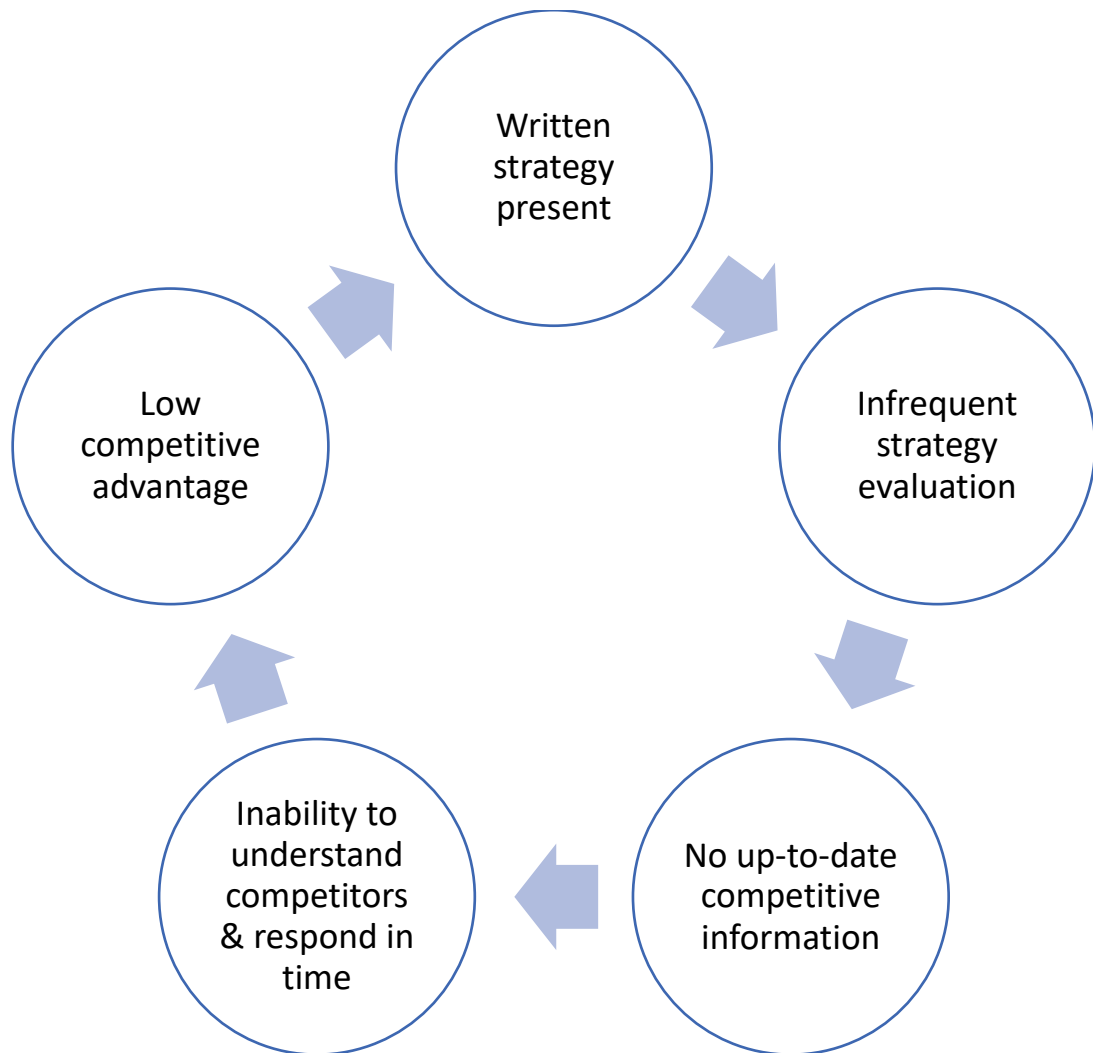 Written
strategy
present
Infrequent
strategy
evaluation
No up-to-date
competitive
information
Inability to
understand
competitors
& respond in
time
Low
competitive
advantage